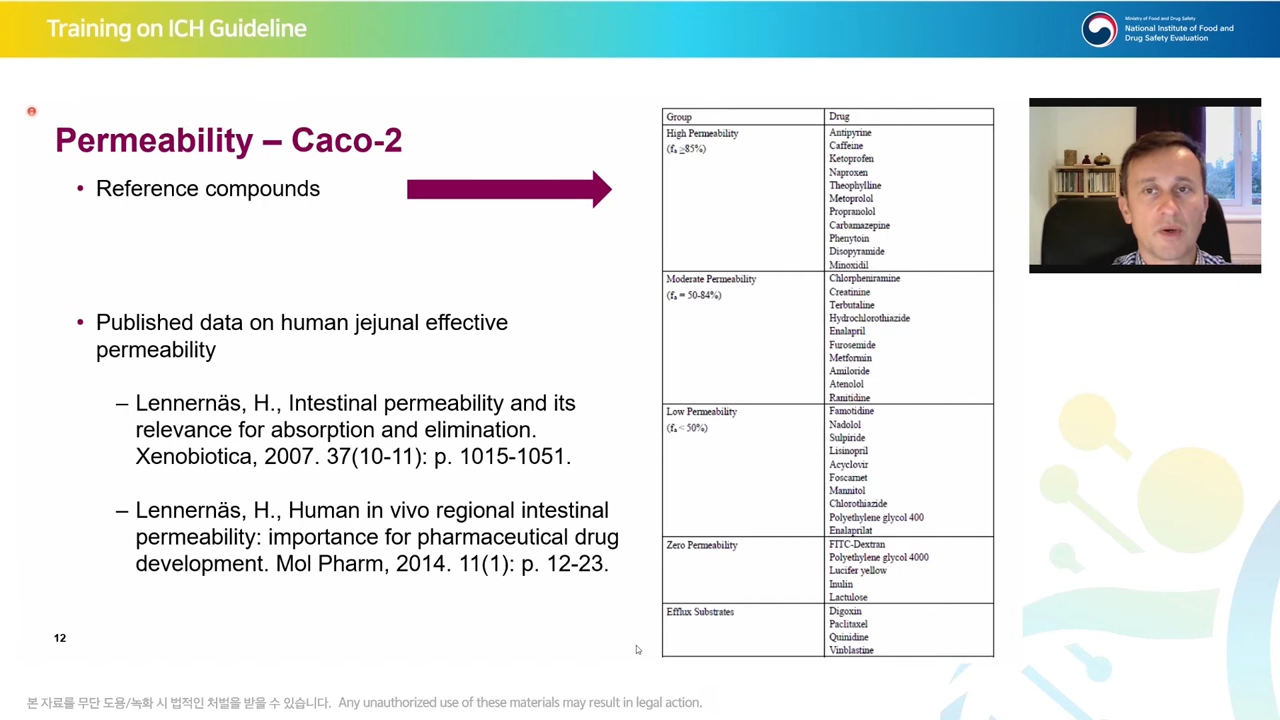 Training on ICH Guideline
Ministry of Food and Drug Safety
National Institute of Food and
Drug Safety Evaluation
Permeability – Caco-2
• Reference compounds
• Published data on human jejunal effective
permeability
– Lennernäs, H., Intestinal permeability and its
relevance for absorption and elimination.
Xenobiotica, 2007. 37(10-11): p. 1015-1051.
– Lennernäs, H., Human in vivo regional intestinal
permeability: importance for pharmaceutical drug
development. Mol Pharm, 2014. 11(1): p. 12-23.
12
Group Drug
High Permeability Antipyrine
(fa ≥85%) Caffeine
Ketoprofen
Naproxen
Theophylline
Metoprolol
Propranolol
Carbamazepine
Phenytoin
Disopyramide
Minoxidil
Moderate Permeability Chlorpheniramine
(fa = 50-84%) Creatinine
Terbutaline
Hydrochlorothiazide
Enalapril
Furosemide
Metformin
Amiloride
Atenolol
Ranitidine
Low Permeability Famotidine
(fa < 50%) Nadolol
Sulpiride
Lisinopril
Acyclovir
Foscarnet
Mannitol
Chlorothiazide
Polyethylene glycol 400
Enalaprilat
Zero Permeability FITC-Dextran
Polyethylene glycol 4000
Lucifer yellow
Inulin
Lactulose
Efflux Substrates Digoxin
Paclitaxel
Quinidine
Vinblastine
본 자료를 무단 도용/녹화 시 법적인 처벌을 받을 수 있습니다. Any unauthorized use of these materials may result in legal action.